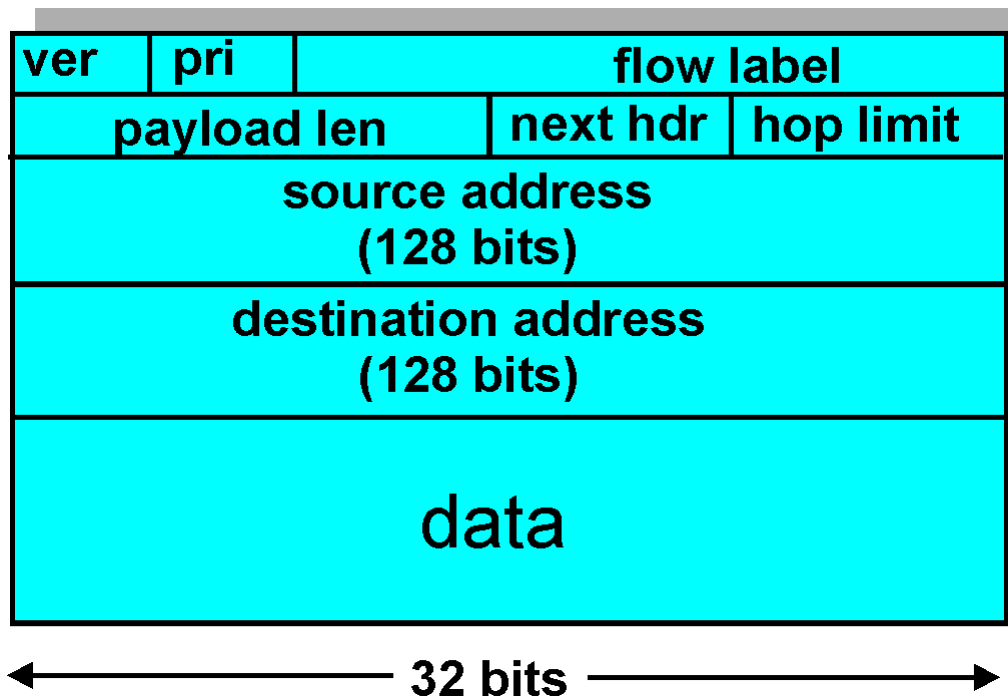 ver pri flow label
payload len next hdr hop limit
source address
(128 bits)
destination address
(128 bits)
data
32 bits